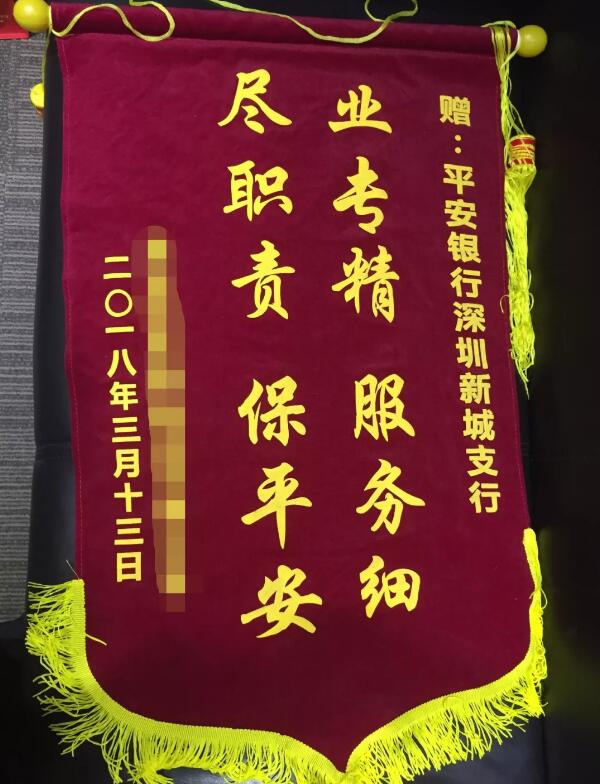 赠：平安银行深圳新城支行
业专精 服务细
尽职责 保平安
二〇一八年三月十三日